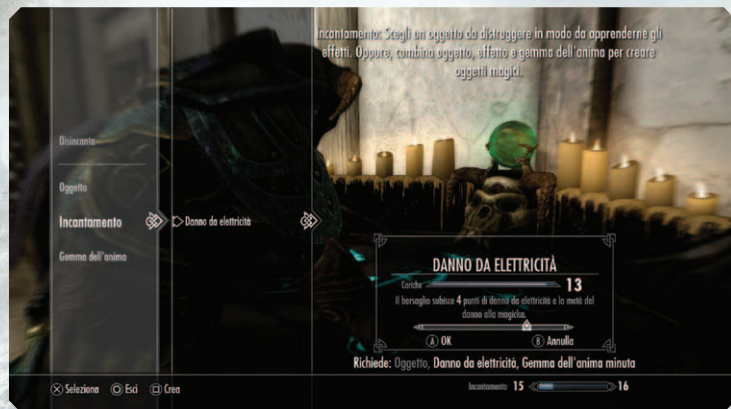 Incantamento: Scegli un oggetto da distruggere in modo da apprenderne gli
effetti. Oppure, combina oggetto, effetto e gemma dell'anima per creare
oggetti magici.
Disincanta
Oggetto
Incantamento
Danno da elettricità
Gemma dell'anima
DANNO DA ELETTRICITÀ
Cariche 13
Il bersaglio subisce 4 punti di danno da elettricità e la metà del
danno alla magicka.
A OK B Annulla
Richiede: Oggetto, Danno da elettricità, Gemma dell'anima minuta
Seleziona Esci Crea
Incantamento 15 16